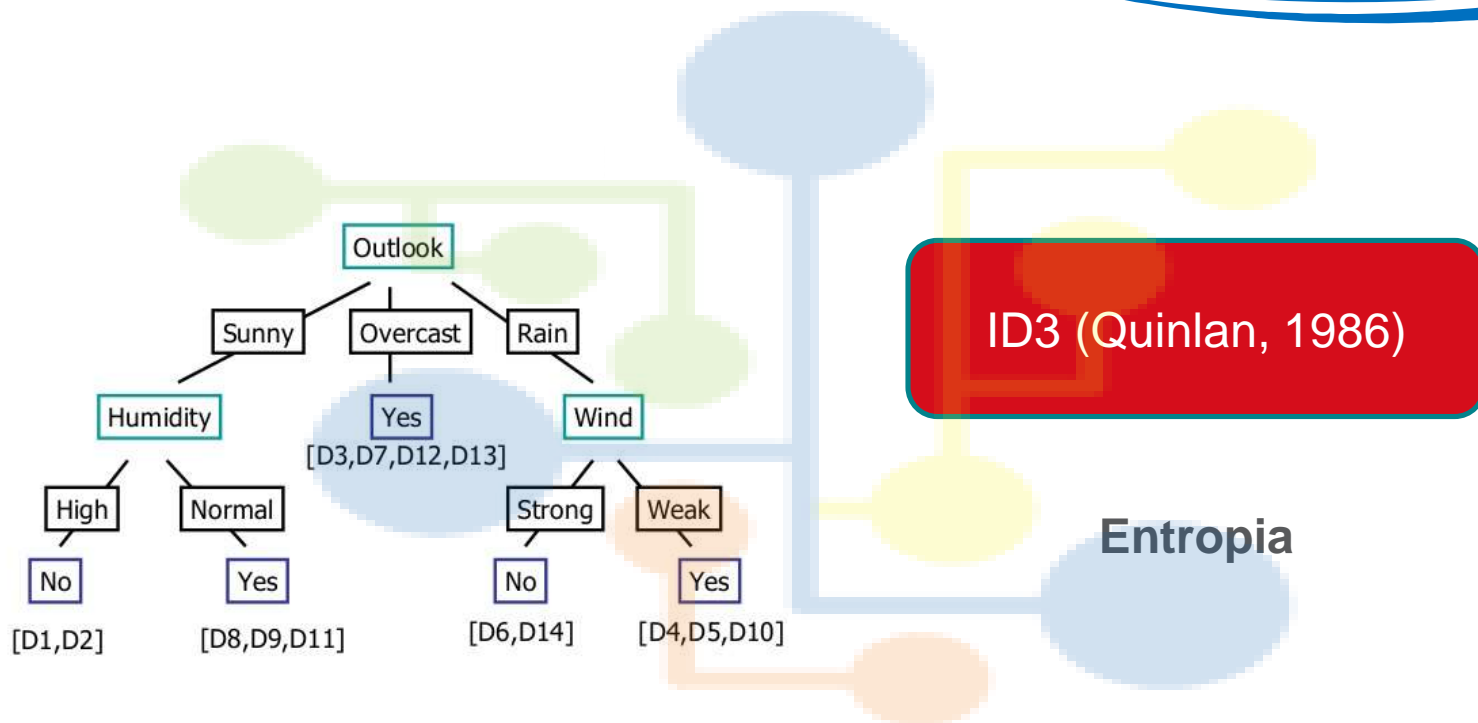 Outlook
Sunny Overcast Rain
Humidity Yes Wind
[D3,D7,D12,D13]
High Normal Strong Weak
No Yes No Yes
[D1,D2] [D8,D9,D11] [D6,D14] [D4,D5,D10]
ID3 (Quinlan, 1986)
Entropia